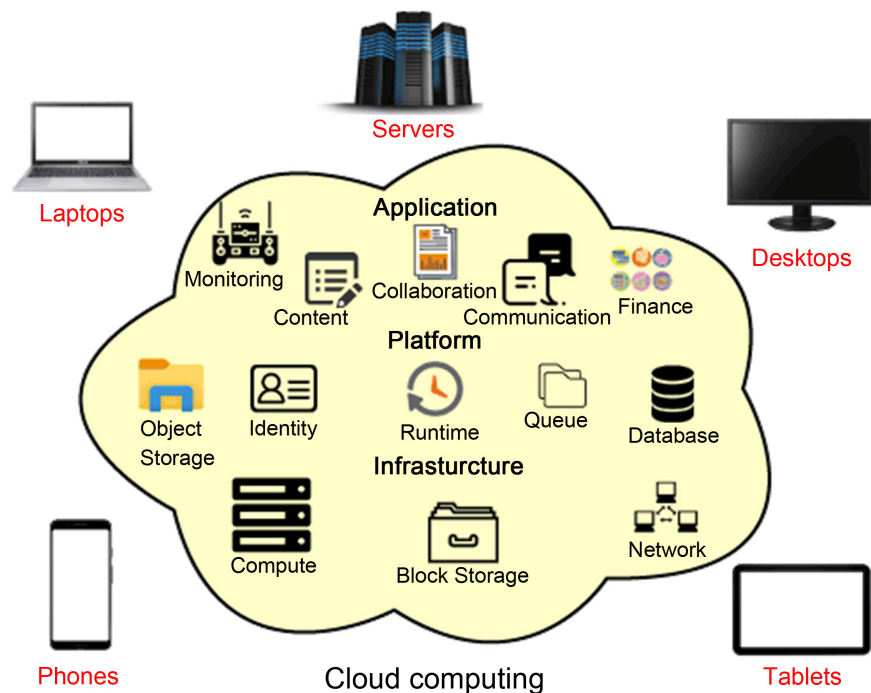 Servers
Laptops
Desktops
Application
Monitoring
Content
Collaboration
Communication
Finance
Platform
Object
Storage
Identity
Runtime
Queue
Database
Infrasturcture
Compute
Block Storage
Network
Phones
Cloud computing
Tablets